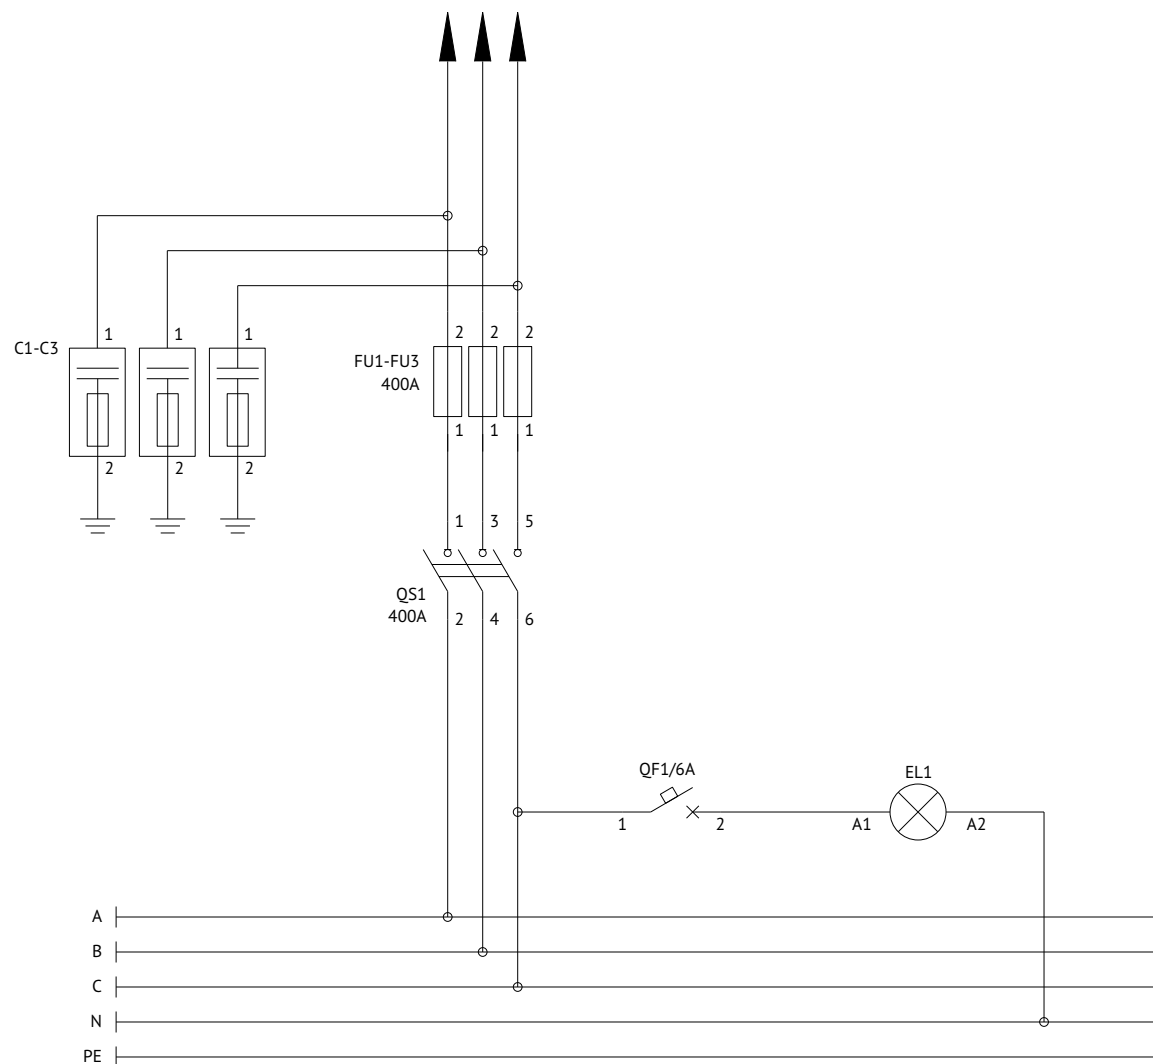 1 1 1
C1-C3
2 2 2
FU1-FU3
400A
1 1 1
2 2 2
1 3 5
QS1
400A
2 4 6
QF1/6A
EL1
1 2 A1 A2
A
B
C
N
PE